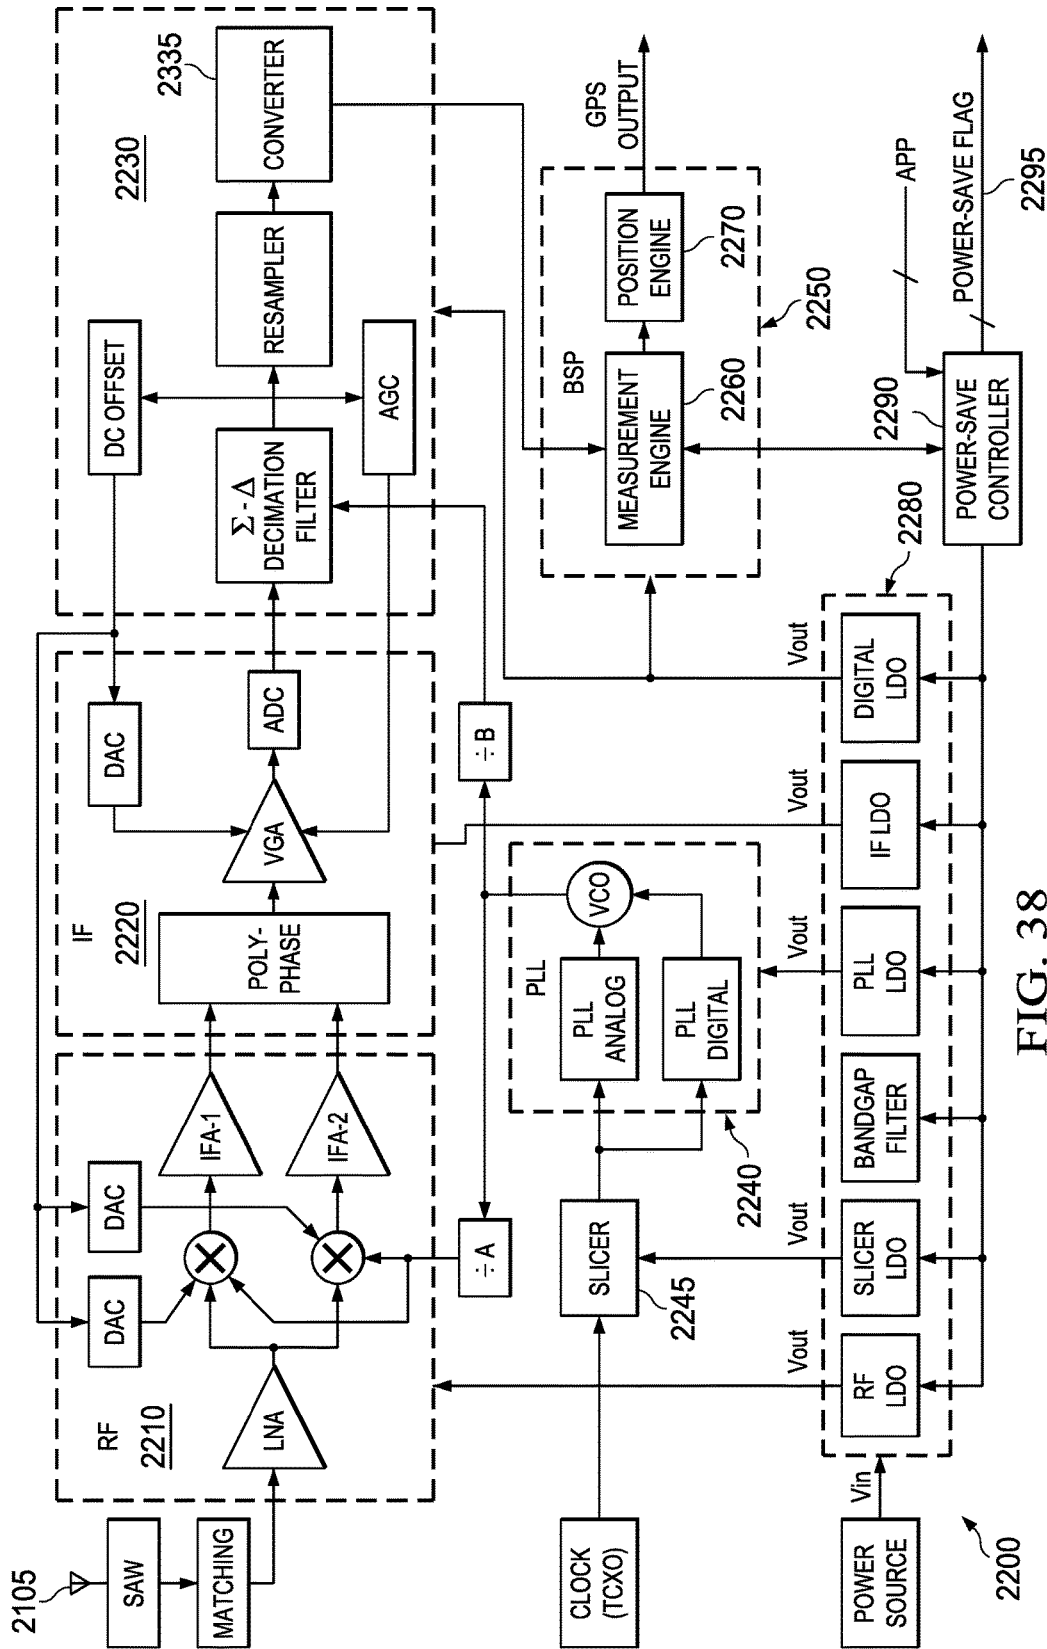 2105
SAW
MATCHING
RF
2210
LNA
DAC
DAC
IFA-1
IFA-2
÷A
IF
2220
POLY-
PHASE
VGA
DAC
ADC
÷B
2230
DC OFFSET
Σ - Δ
DECIMATION
FILTER
AGC
RESAMPLER
CONVERTER
2335
CLOCK
(TCXO)
SLICER
2245
PLL
2240
PLL
ANALOG
PLL
DIGITAL
VCO
BSP
MEASUREMENT
ENGINE
2260
POSITION
ENGINE
2270
2250
GPS
OUTPUT
POWER
SOURCE
Vin
2200
RF
LDO
Vout
SLICER
LDO
Vout
BANDGAP
FILTER
PLL
LDO
Vout
IF LDO
Vout
DIGITAL
LDO
Vout
2280
POWER-SAVE
CONTROLLER
2290
APP
POWER-SAVE FLAG
2295
FIG. 38